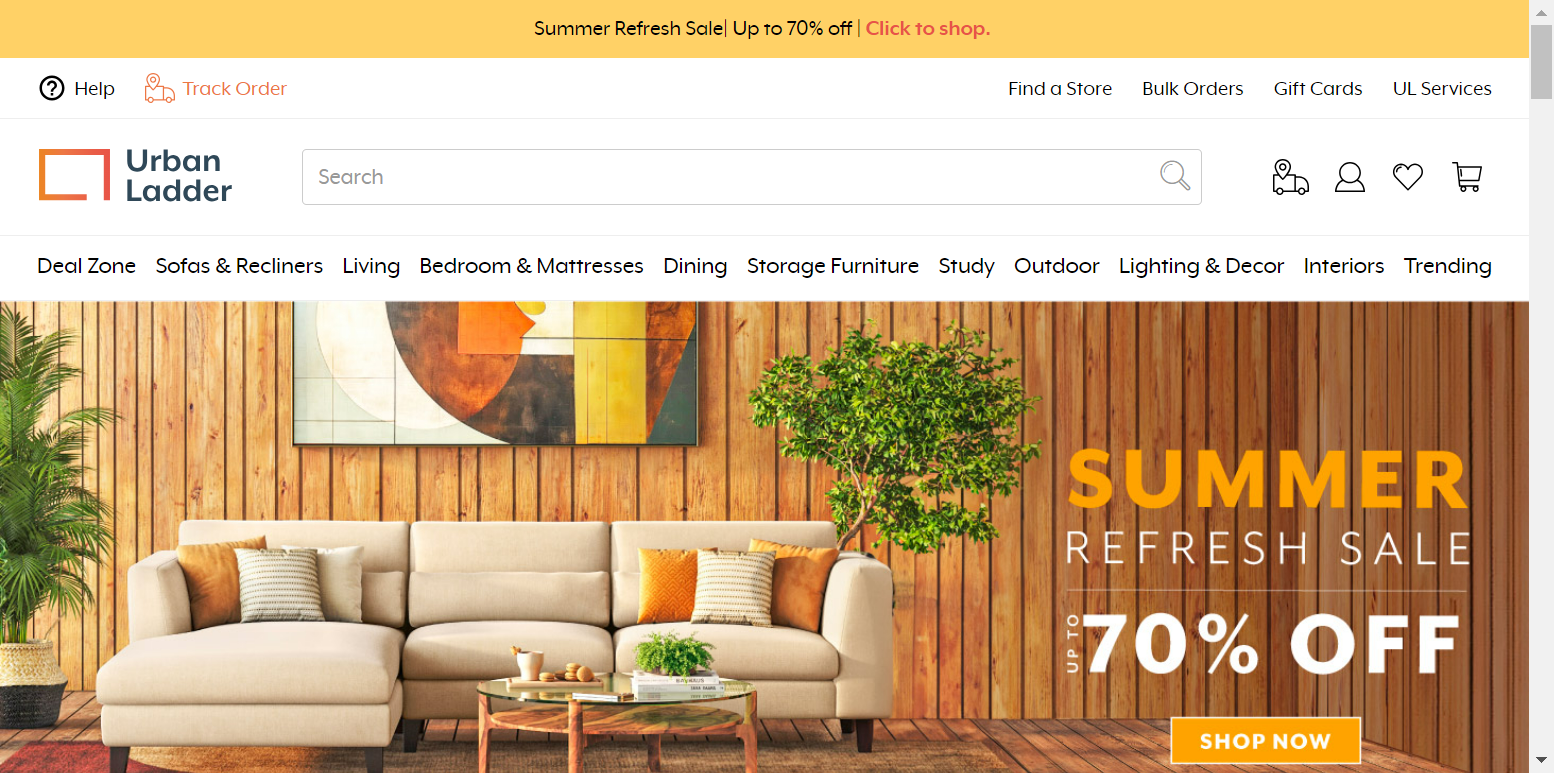 Summer Refresh Sale| Up to 70% off | Click to shop.
Help Track Order Find a Store Bulk Orders Gift Cards UL Services
Urban
Ladder
Search
Deal Zone Sofas & Recliners Living Bedroom & Mattresses Dining Storage Furniture Study Outdoor Lighting & Decor Interiors Trending
SUMMER
REFRESH SALE
UP TO 70% OFF
SHOP NOW